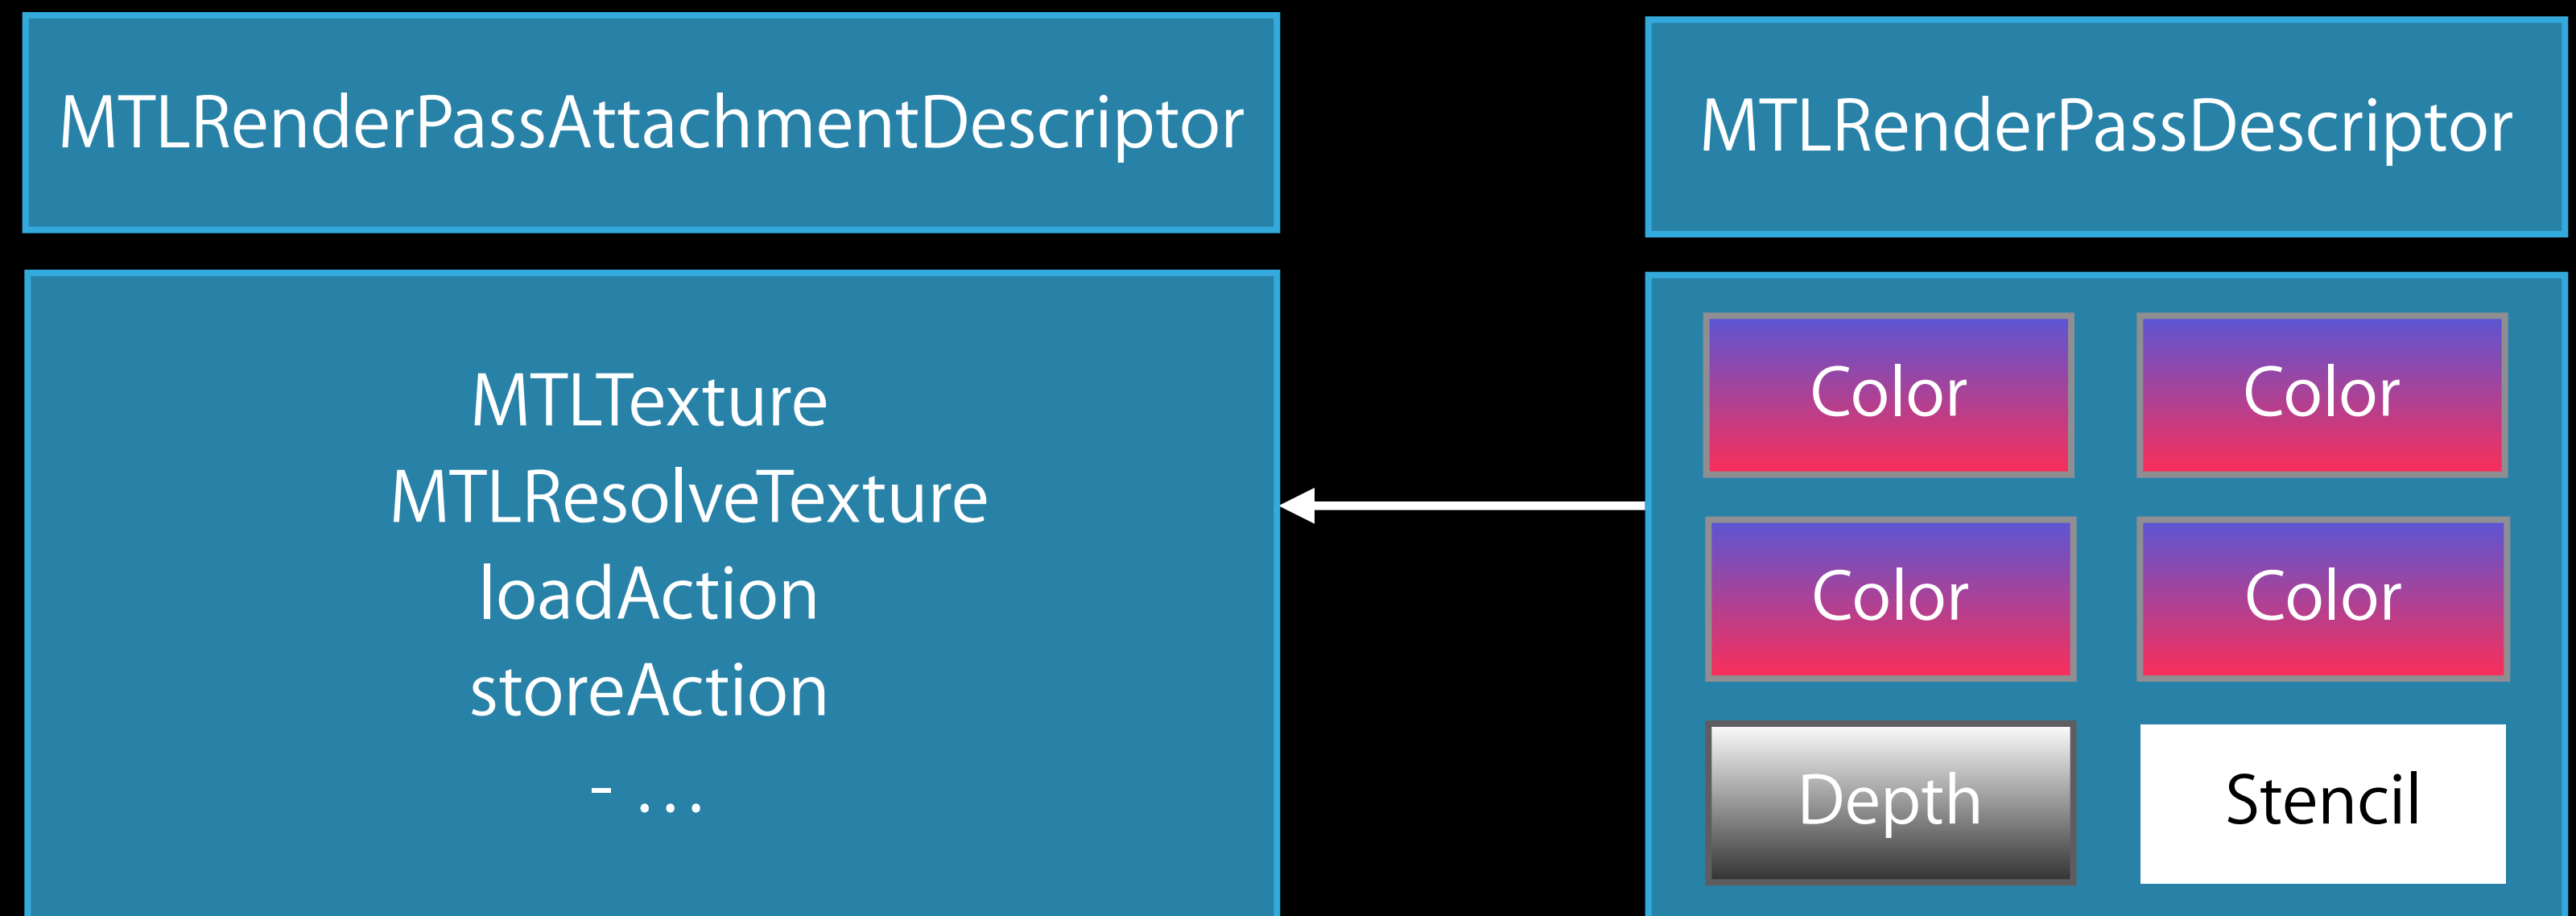 MTLRenderPassAttachmentDescriptor
MTLRenderPassDescriptor
MTLTexture
MTLResolveTexture
loadAction
storeAction
- ...
Color
Color
Color
Color
Depth
Stencil